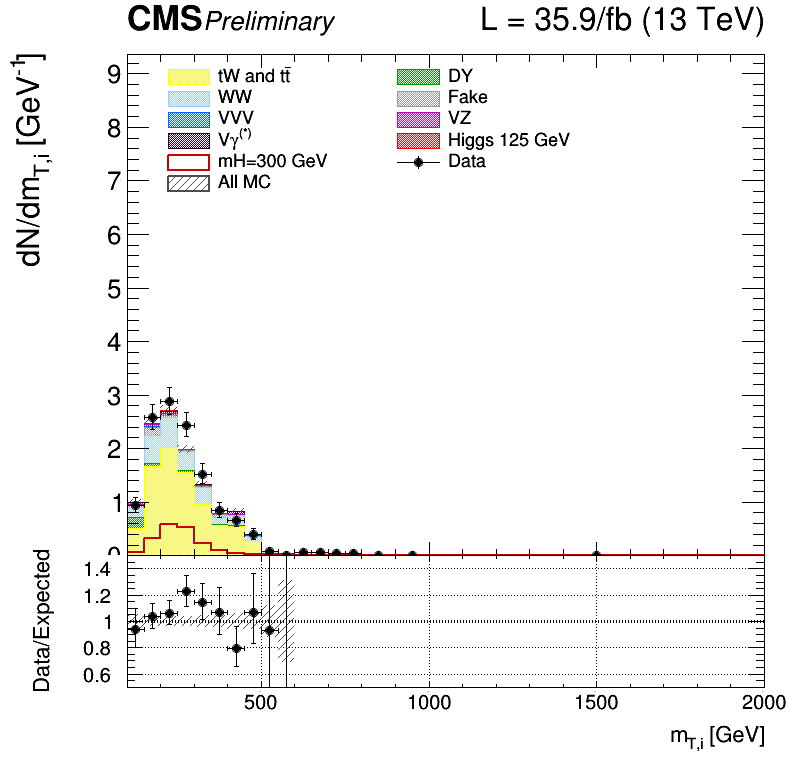 CMS Preliminary L = 35.9/fb (13 TeV)
dN/dm_{T,i} [GeV^{-1}]
9
8
7
6
5
4
3
2
1
0
tW and tt̄
WW
VVV
Vγ^{(*)}
mH=300 GeV
All MC
DY
Fake
VZ
Higgs 125 GeV
Data
Data/Expected
1.4
1.2
1
0.8
0.6
500 1000 1500 2000
m_{T,i} [GeV]